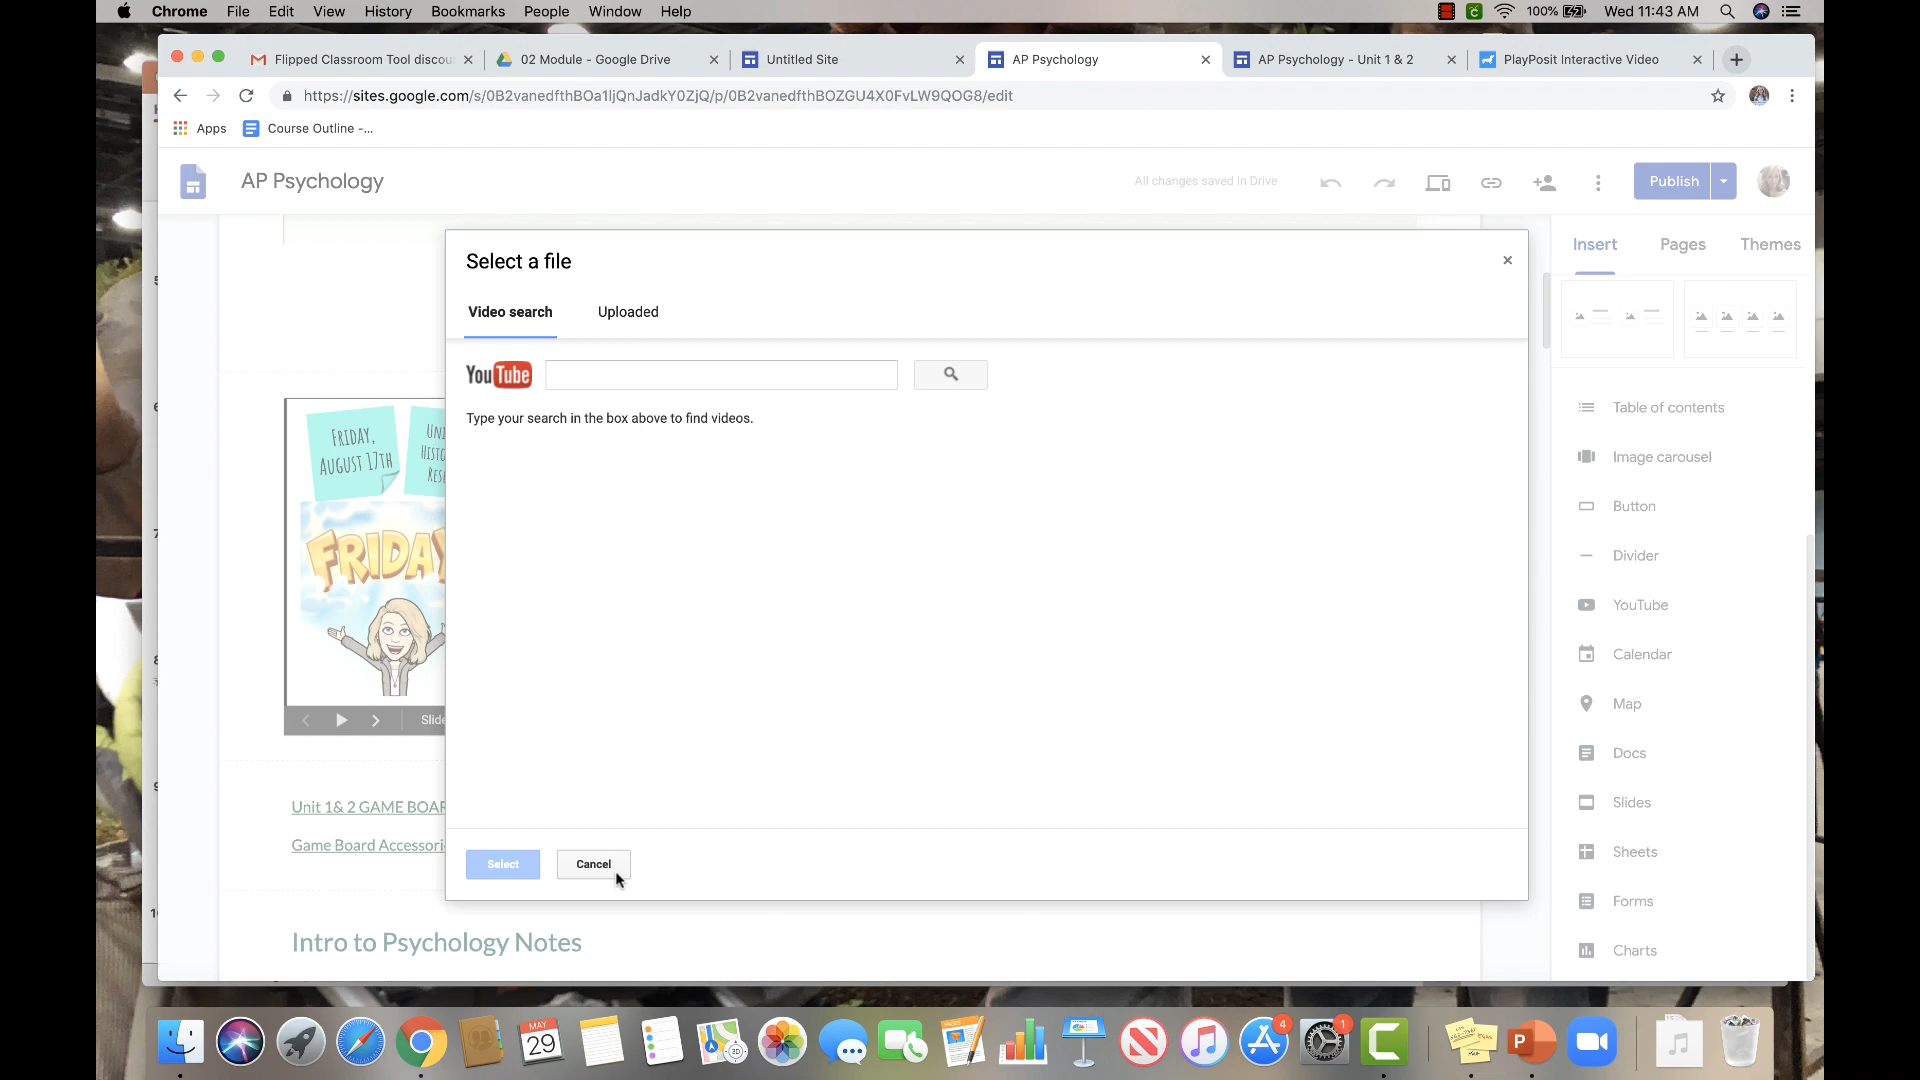 Chrome File Edit View History Bookmarks People Window Help
100% Wed 11:43 AM
Flipped Classroom Tool discou
02 Module - Google Drive
Untitled Site
AP Psychology
AP Psychology - Unit 1 & 2
PlayPosit Interactive Video
https://sites.google.com/s/0B2vanedfthBOa1ljQnJadkY0ZjQ/p/0B2vanedfthBOZGU4X0FvLW9QOG8/edit
Apps
Course Outline -...
AP Psychology
All changes saved in Drive
Publish
Insert Pages Themes
Select a file
Video search Uploaded
YouTube
Type your search in the box above to find videos.
Select
Cancel
FRIDAY,
AUGUST 17TH
FRIDAY
Slide
Unit 1& 2 GAME BOAR
Game Board Accessori
Intro to Psychology Notes
Table of contents
Image carousel
Button
Divider
YouTube
Calendar
Map
Docs
Slides
Sheets
Forms
Charts
MAY
29
3D
PAGES
4
1
P